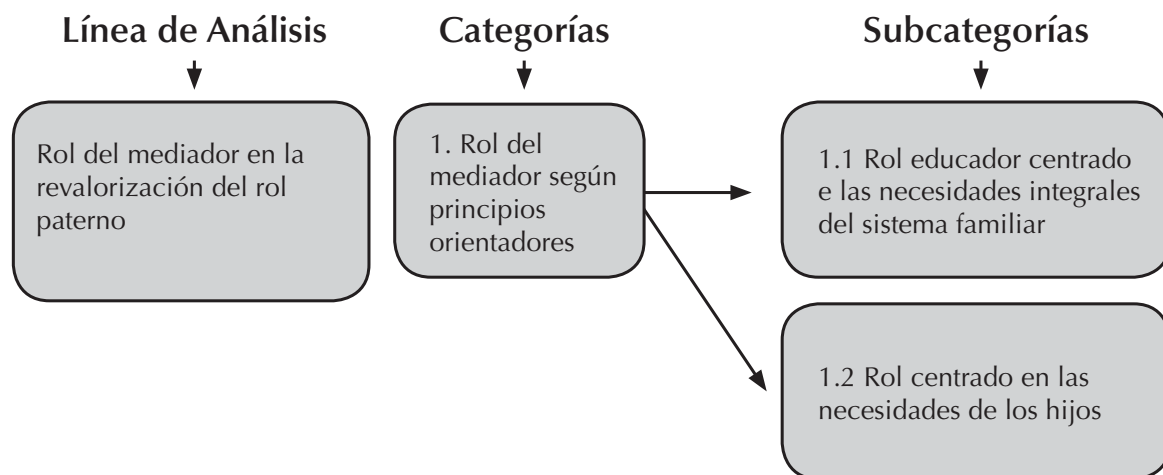 Línea de Análisis
Categorías
Subcategorías
Rol del mediador en la
revalorización del rol
paterno
1. Rol del
mediador según
principios
orientadores
1.1 Rol educador centrado
e las necesidades integrales
del sistema familiar
1.2 Rol centrado en las
necesidades de los hijos